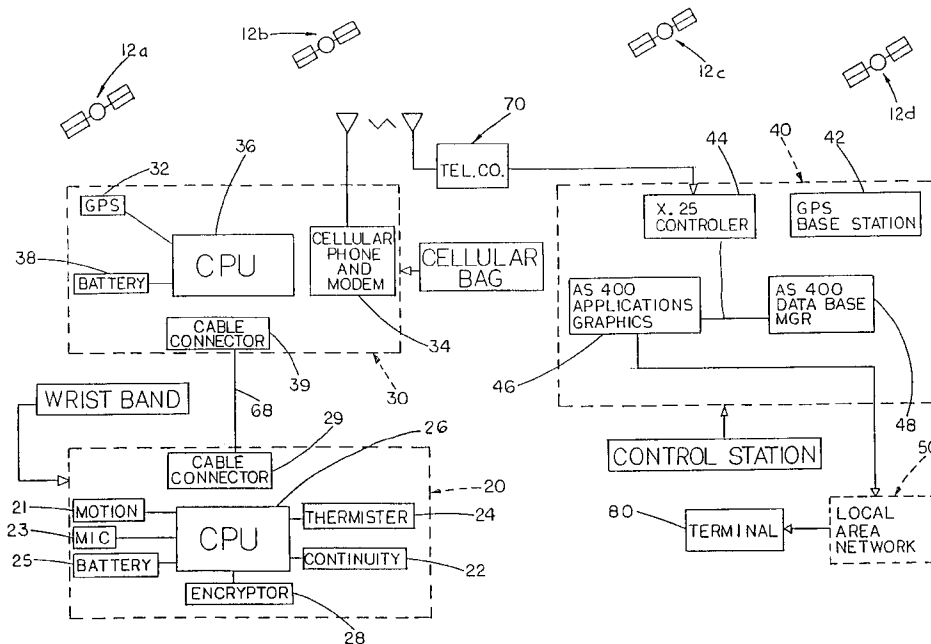 12a
12b
12c
12d
32
36
70
44
40
42
GPS
CPU
38
BATTERY
CELLULAR
PHONE
AND
MODEM
TEL.CO.
X.25
CONTROLER
GPS
BASE STATION
CELLULAR
BAG
AS 400
APPLICATIONS
GRAPHICS
AS 400
DATA BASE
MGR
CABLE
CONNECTOR
39
34
30
46
48
WRIST BAND
68
29
26
CABLE
CONNECTOR
CONTROL STATION
50
21
MOTION
23
MIC
25
BATTERY
CPU
THERMISTER
20
24
CONTINUITY
22
ENCRYPTOR
28
80
TERMINAL
LOCAL
AREA
NETWORK